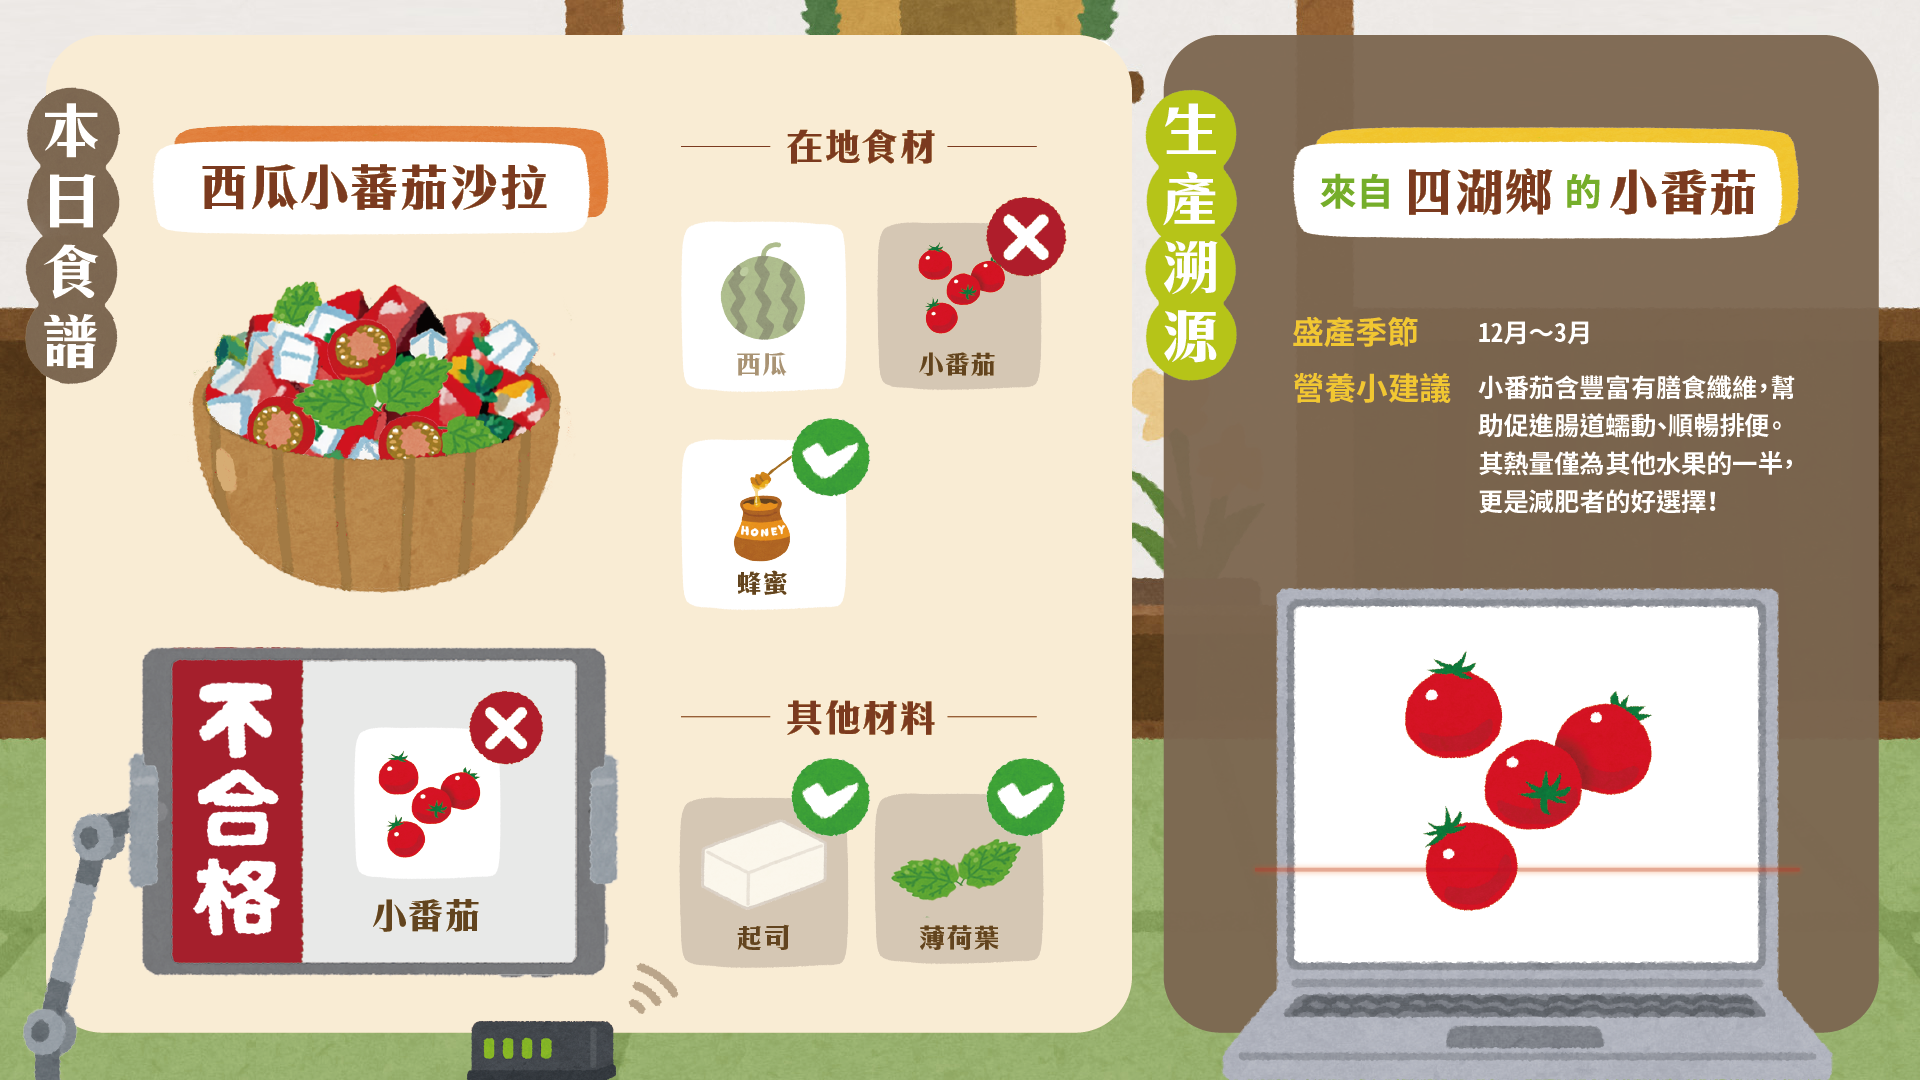 本日食譜
西瓜小蕃茄沙拉
在地食材
西瓜
小番茄
HONEY
蜂蜜
不合格
小番茄
其他材料
起司
薄荷葉
生產溯源
來自 四湖鄉 的 小番茄
盛產季節 12月～3月
營養小建議 小番茄含豐富有膳食纖維，幫
助促進腸道蠕動、順暢排便。
其熱量僅為其他水果的一半，
更是減肥者的好選擇！